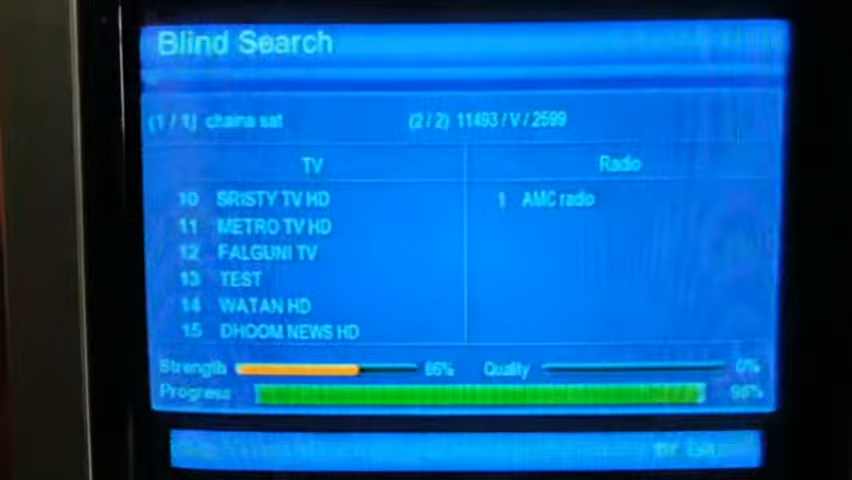 Blind Search
(1 / 1) chaina sat (2 / 2) 11493 / V / 2599
TV Radio
10 SRISTY TV HD 1 AMC radio
11 METRO TV HD
12 FALGUNI TV
13 TEST
14 WATAN HD
15 DHOOM NEWS HD
Strength 66% Quality 0%
Progress 98%
Exit